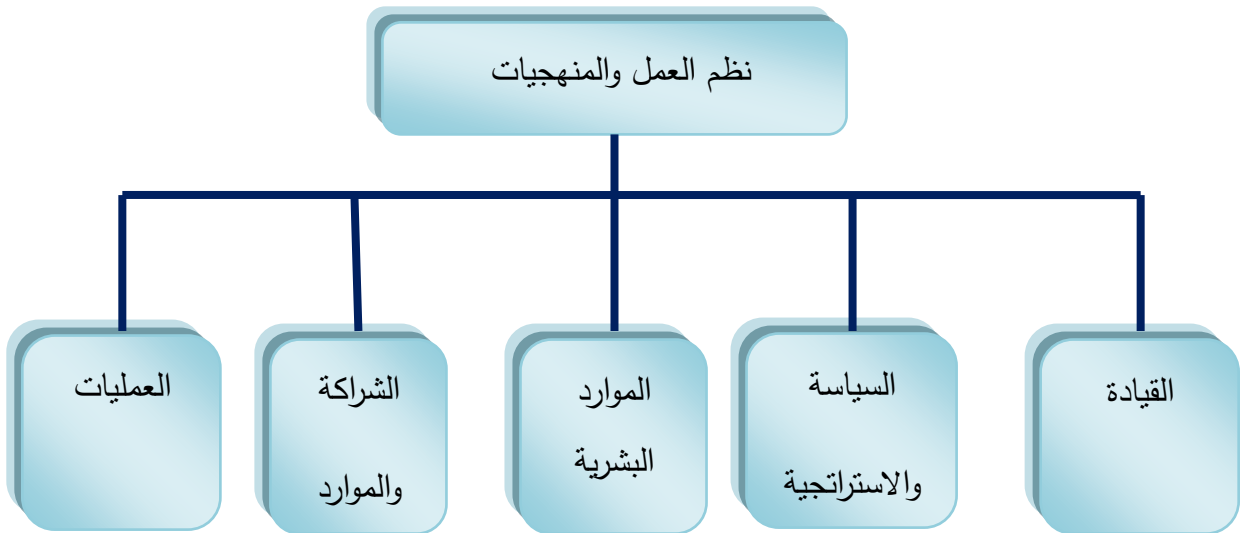 نظم العمل والمنهجيات
القيادة
السياسة
والاستراتجية
الموارد
البشرية
الشراكة
والموارد
العمليات